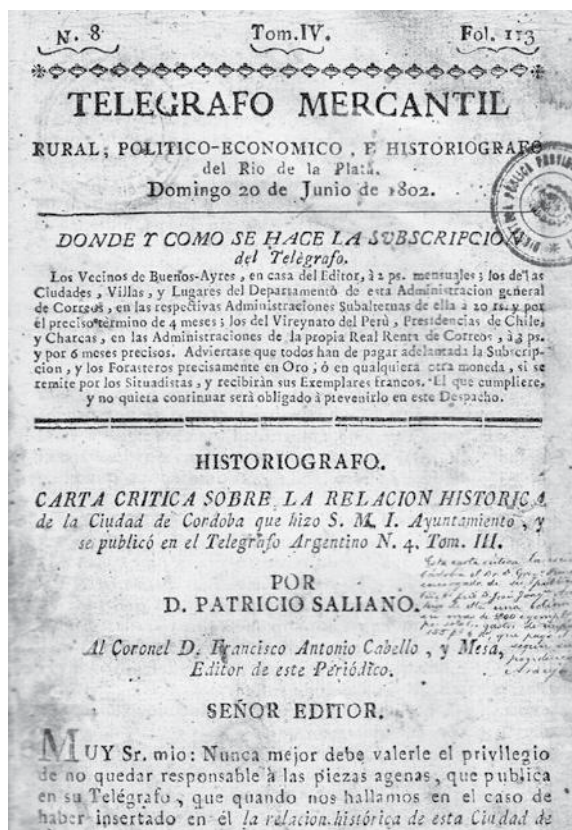 N. 8 Tom.IV. Fol. 113
TELEGRAFO MERCANTIL
RURAL, POLITICO-ECONOMICO, E HISTORIOGRAFO
del Rio de la Plata.
Domingo 20 de Junio de 1802.
DONDE Y COMO SE HACE LA SUBSCRIPCION
del Telégrafo.
Los Vecinos de Buenos-Ayres, en casa del Editor, à 2 ps. mensuales; los de las
Ciudades, Villas, y Lugares del Departamento de esta Administracion general
de Correos, en las respectivas Administraciones Subalternas de ella à 20 rs. y por
el preciso termino de 4 meses; los del Vireynato del Perù, Presidencias de Chile,
y Charcas, en las Administraciones de la propia Real Renta de Correos, à 3 ps.
y por 6 meses precisos. Adviertase que todos han de pagar adelantada la Subscrip-
cion, y los Forasteros precisamente en Oro; ò en qualquiera otra moneda, si se
remite por los Situadistas, y recibirán sus Exemplares francos. El que cumpliere,
y no quiera continuar será obligado à prevenirlo en este Despacho.
HISTORIOGRAFO.
CARTA CRITICA SOBRE LA RELACION HISTORICA
de la Ciudad de Cordoba que hizo S. M. I. Ayuntamiento, y
se publicó en el Telegrafo Argentino N. 4. Tom. III.
POR
D. PATRICIO SALIANO.
Al Coronel D. Francisco Antonio Cabello, y Mesa,
Editor de este Periódico.
SEÑOR EDITOR.
MUY Sr. mio: Nunca mejor debe valerle el privilegio
de no quedar responsable à las piezas agenas, que publica
en su Telégrafo, que quando nos hallamos en el caso de
haber insertado en él la relacion histórica de esta Ciudad de